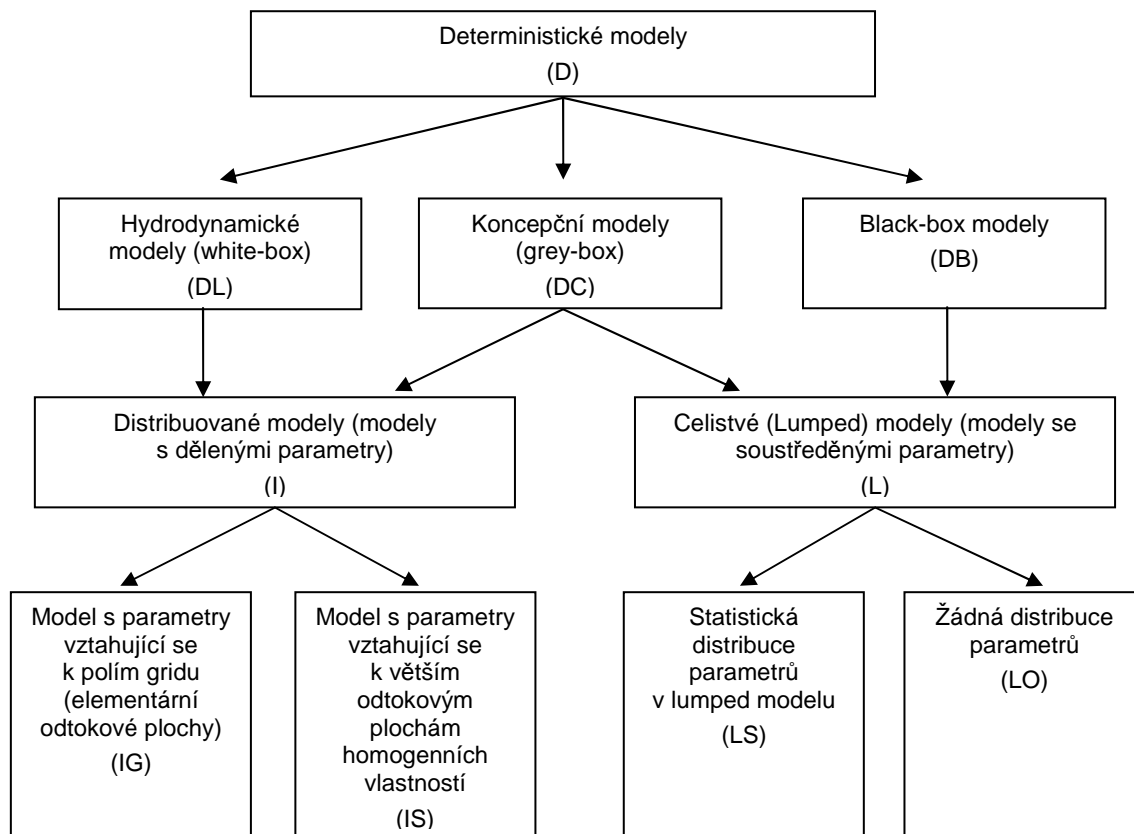 Deterministické modely
(D)
Hydrodynamické
modely (white-box)
(DL)
Koncepční modely
(grey-box)
(DC)
Black-box modely
(DB)
Distribuované modely (modely
s dělenými parametry)
(I)
Celistvé (Lumped) modely (modely se
soustředěnými parametry)
(L)
Model s parametry
vztahující se
k polím gridu
(elementární
odtokové plochy)
(IG)
Model s parametry
vztahující se
k větším
odtokovým
plochám
homogenních
vlastností
(IS)
Statistická
distribuce
parametrů
v lumped modelu
(LS)
Žádná distribuce
parametrů
(LO)